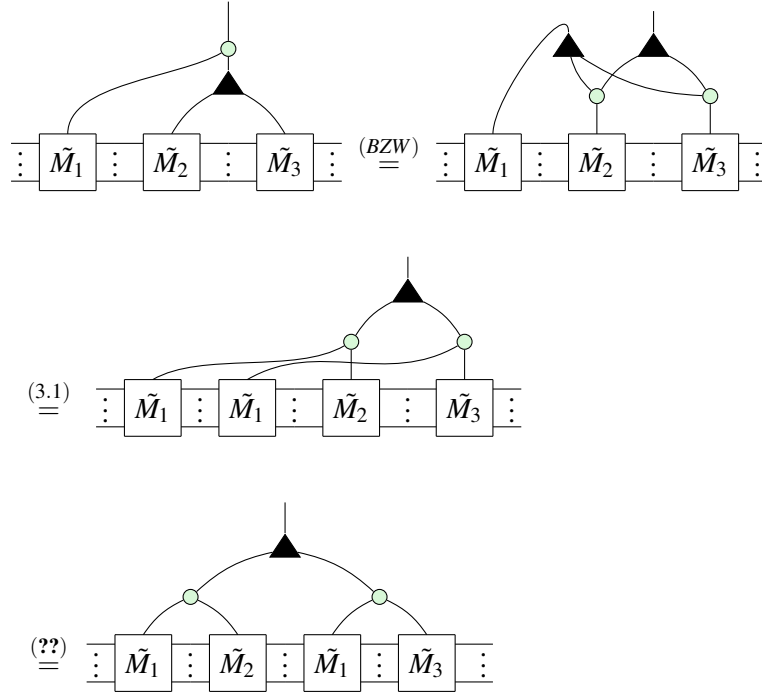 M̃₁ ⋮ M̃₂ ⋮ M̃₃ (BZW) = M̃₁ ⋮ M̃₂ ⋮ M̃₃
(3.1) = M̃₁ ⋮ M̃₁ ⋮ M̃₂ ⋮ M̃₃
(??) = M̃₁ ⋮ M̃₂ ⋮ M̃₁ ⋮ M̃₃